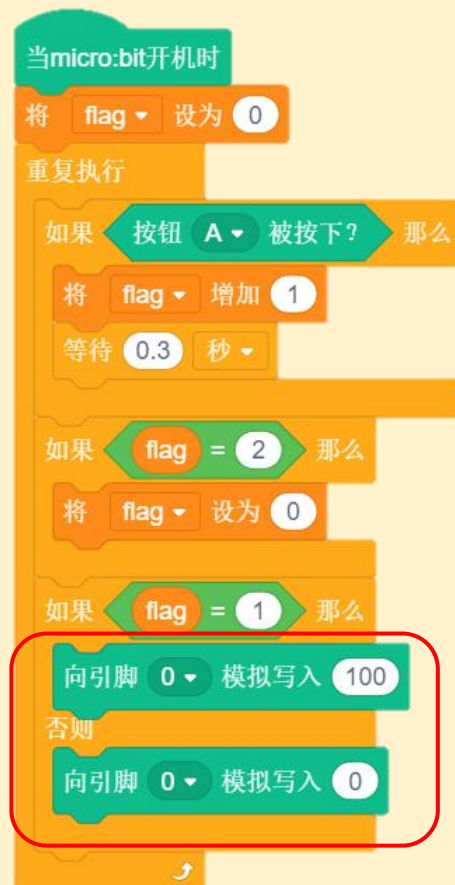 当micro:bit开机时
将 flag 设为 0
重复执行
如果 按钮 A 被按下? 那么
将 flag 增加 1
等待 0.3 秒
如果 flag = 2 那么
将 flag 设为 0
如果 flag = 1 那么
向引脚 0 模拟写入 100
否则
向引脚 0 模拟写入 0